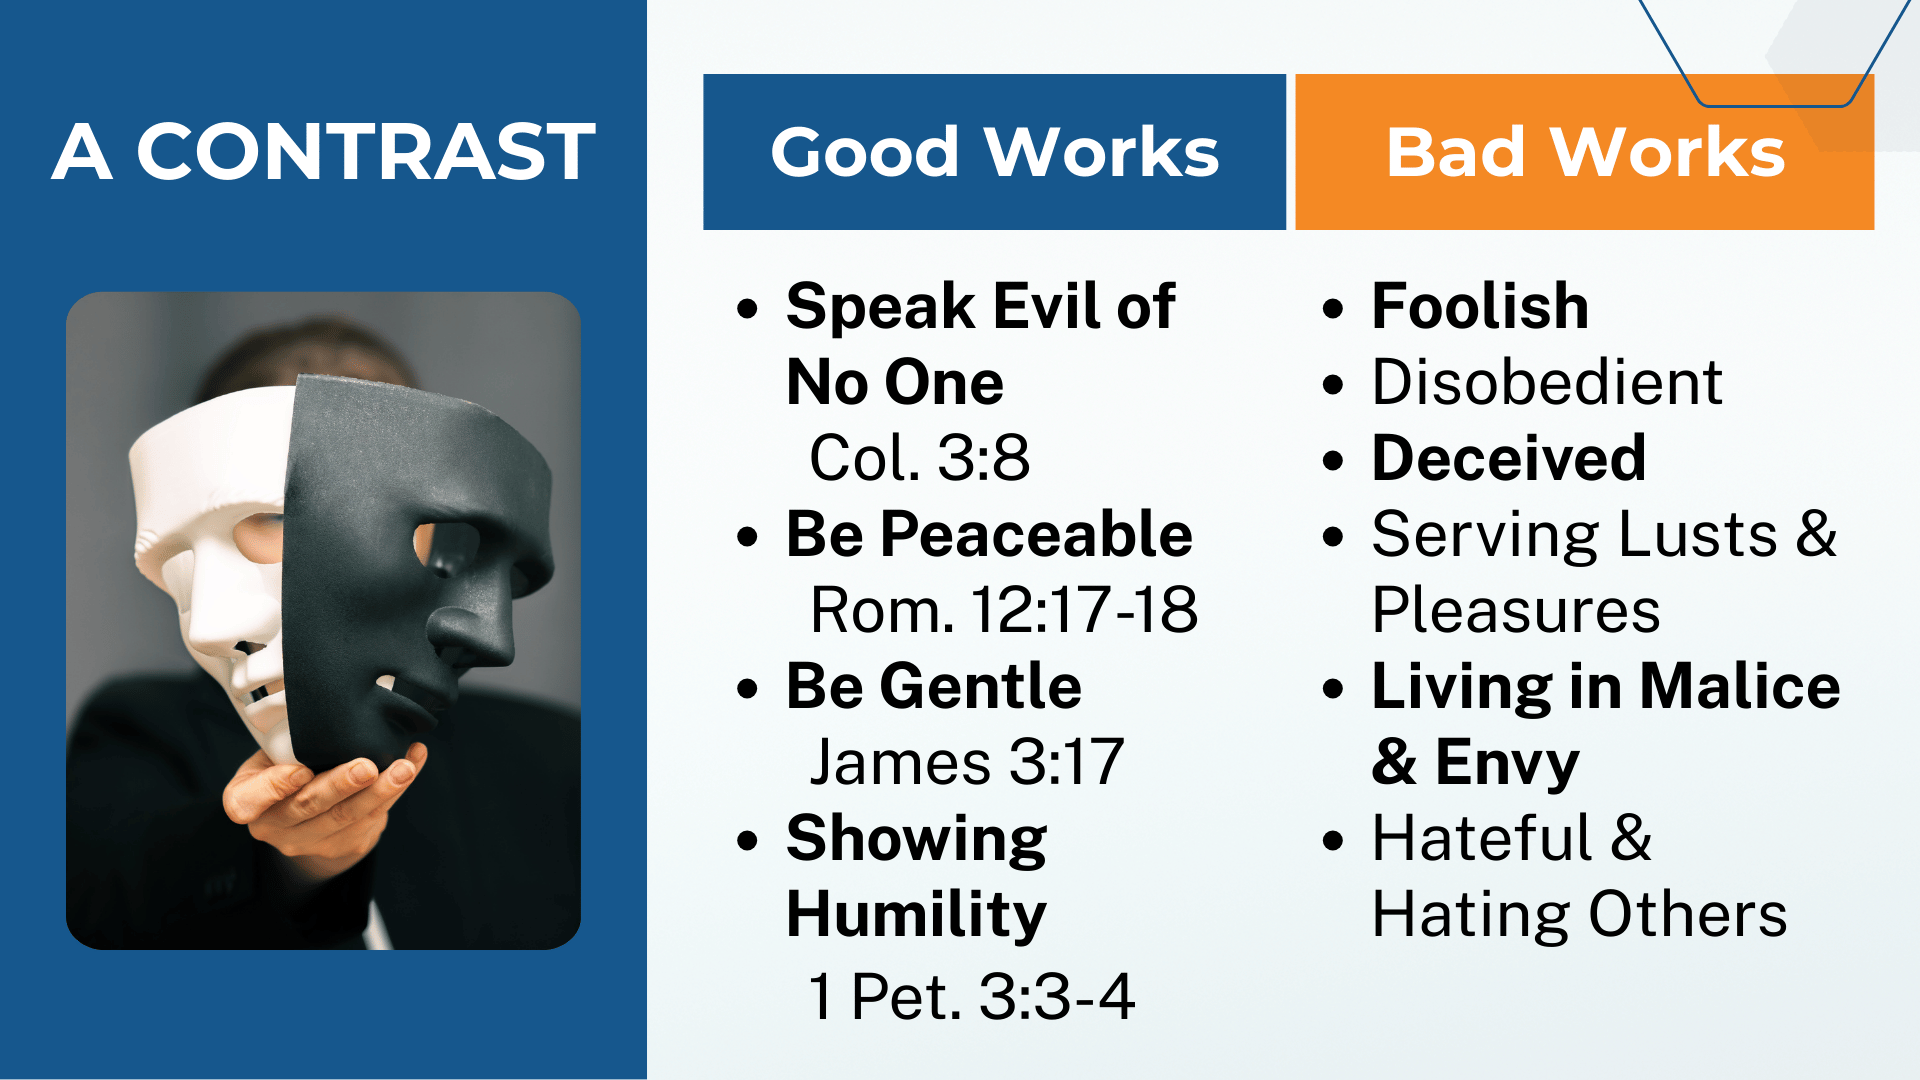 A CONTRAST
Good Works
• Speak Evil of
No One
Col. 3:8
• Be Peaceable
Rom. 12:17-18
• Be Gentle
James 3:17
• Showing
Humility
1 Pet. 3:3-4
Bad Works
• Foolish
• Disobedient
• Deceived
• Serving Lusts &
Pleasures
• Living in Malice
& Envy
• Hateful &
Hating Others